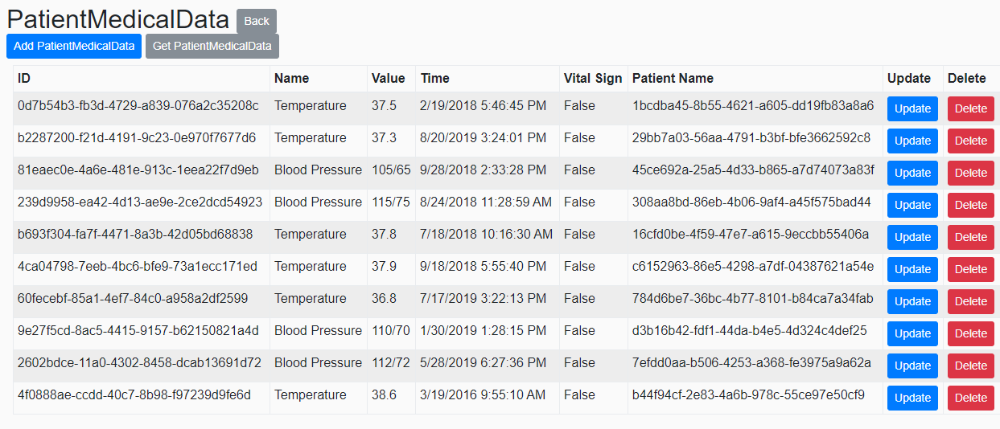 PatientMedicalData Back
Add PatientMedicalData Get PatientMedicalData
ID Name Value Time Vital Sign Patient Name Update Delete
0d7b54b3-fb3d-4729-a839-076a2c35208c Temperature 37.5 2/19/2018 5:46:45 PM False 1bcdba45-8b55-4621-a605-dd19fb83a8a6 Update Delete
b2287200-f21d-4191-9c23-0e970f7677d6 Temperature 37.3 8/20/2019 3:24:01 PM False 29bb7a03-56aa-4791-b3bf-bfe3662592c8 Update Delete
81eaec0e-4a6e-481e-913c-1eea22f7d9eb Blood Pressure 105/65 9/28/2018 2:33:28 PM False 45ce692a-25a5-4d33-b865-a7d74073a83f Update Delete
239d9958-ea42-4d13-ae9e-2ce2dcd54923 Blood Pressure 115/75 8/24/2018 11:28:59 AM False 308aa8bd-86eb-4b06-9af4-a45f575bad44 Update Delete
b693f304-fa7f-4471-8a3b-42d05bd68838 Temperature 37.8 7/18/2018 10:16:30 AM False 16cfd0be-4f59-47e7-a615-9eccbb55406a Update Delete
4ca04798-7eeb-4bc6-bfe9-73a1ecc171ed Temperature 37.9 9/18/2018 5:55:40 PM False c6152963-86e5-4298-a7df-04387621a54e Update Delete
60fecebf-85a1-4ef7-84c0-a958a2df2599 Temperature 36.8 7/17/2019 3:22:13 PM False 784d6be7-36bc-4b77-8101-b84ca7a34fab Update Delete
9e27f5cd-8ac5-4415-9157-b62150821a4d Blood Pressure 110/70 1/30/2019 1:28:15 PM False d3b16b42-fdf1-44da-b4e5-4d324c4def25 Update Delete
2602bdce-11a0-4302-8458-dcab13691d72 Blood Pressure 112/72 5/28/2019 6:27:36 PM False 7efdd0aa-b506-4253-a368-fe3975a9a62a Update Delete
4f0888ae-ccdd-40c7-8b98-f97239d9fe6d Temperature 38.6 3/19/2016 9:55:10 AM False b44f94cf-2e83-4a6b-978c-55ce97e50cf9 Update Delete